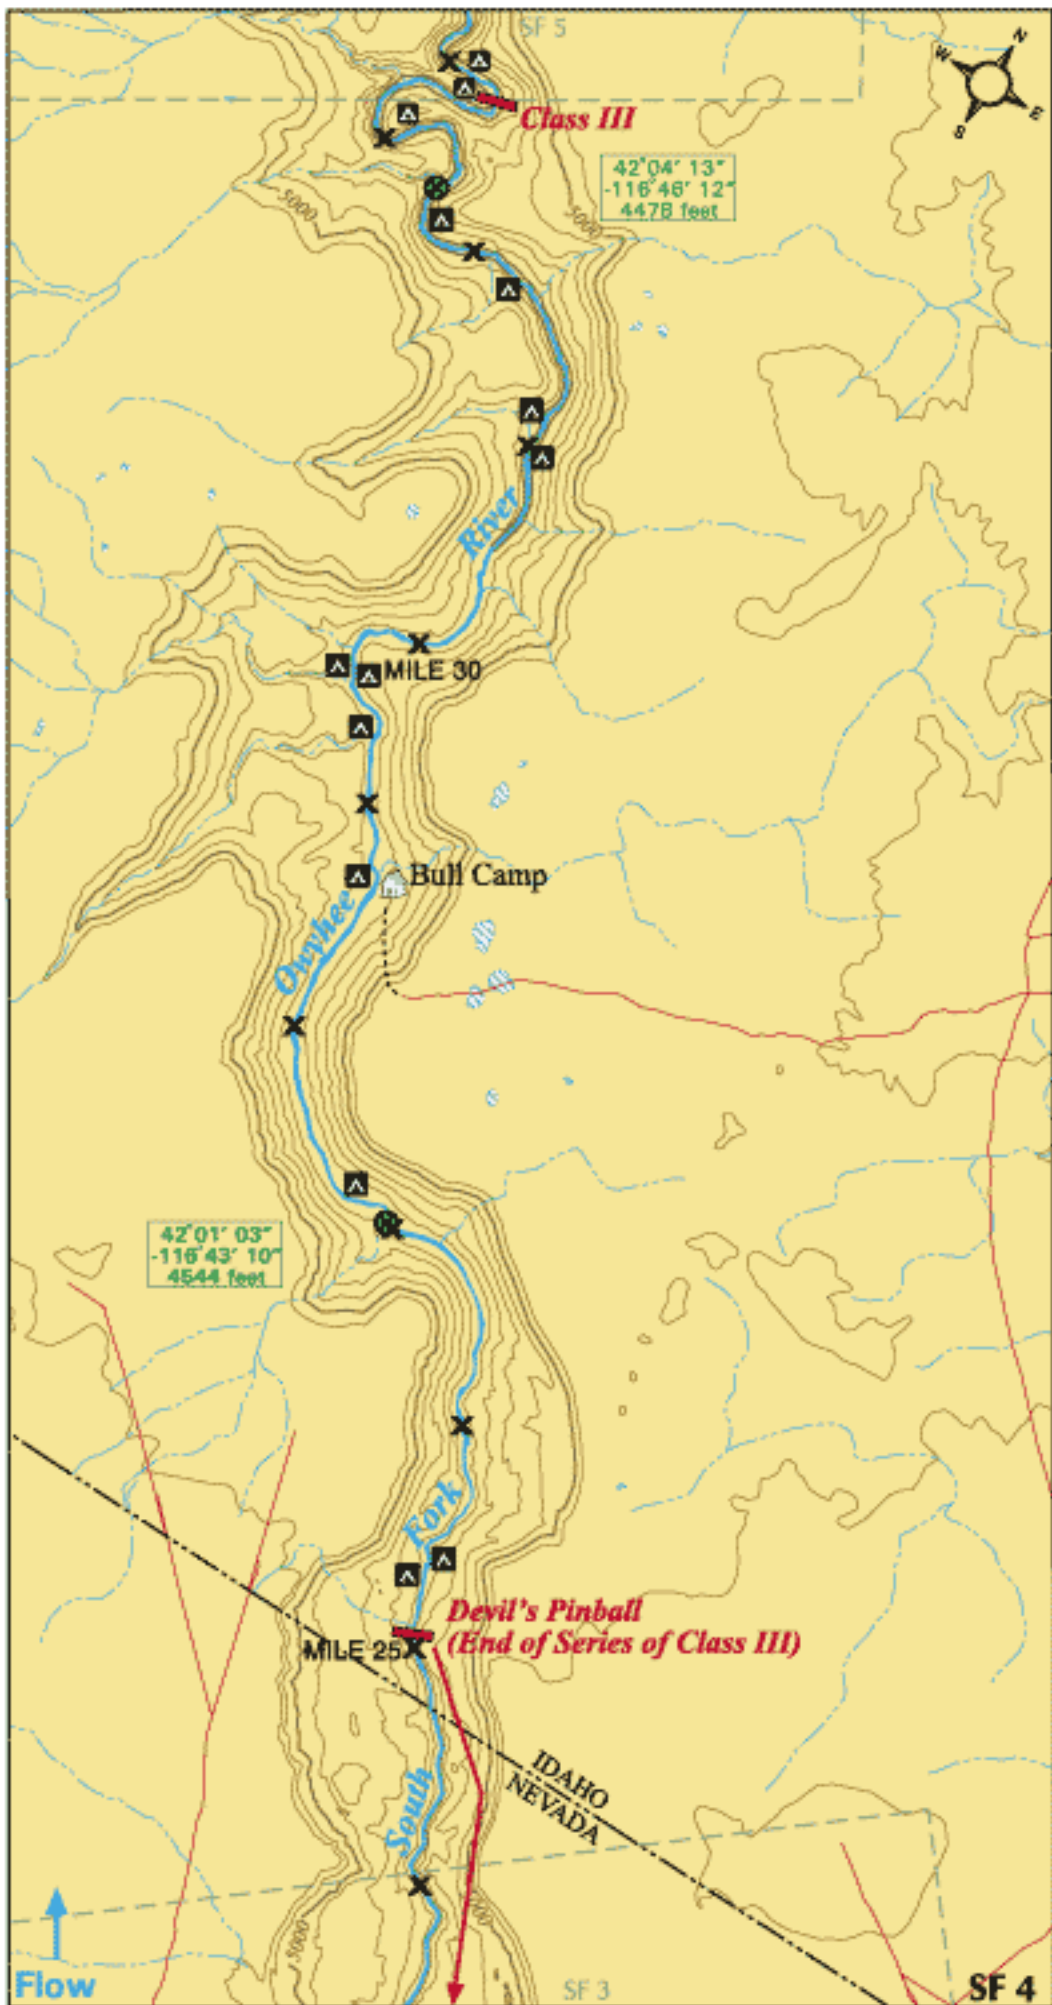 SF 5
N
W
E
S
Class III
42°04' 13"
-116°46' 12"
4478 feet
5000
5000
River
MILE 30
Bull Camp
Owyhee
42°01' 03"
-116°43' 10"
4544 feet
Fork
Devil's Pinball
(End of Series of Class III)
MILE 25
IDAHO
NEVADA
South
5000
5000
Flow
SF 3
SF 4